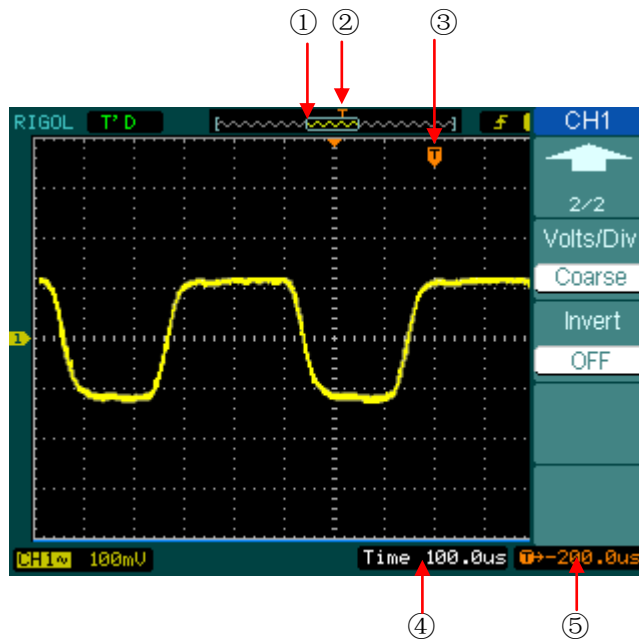 ① ② ③
T
RIGOL T'D CH1
T
2/2
Volts/Div
Coarse
1
Invert
OFF
CH1~ 100mV Time 100.0us T→-200.0us
④ ⑤